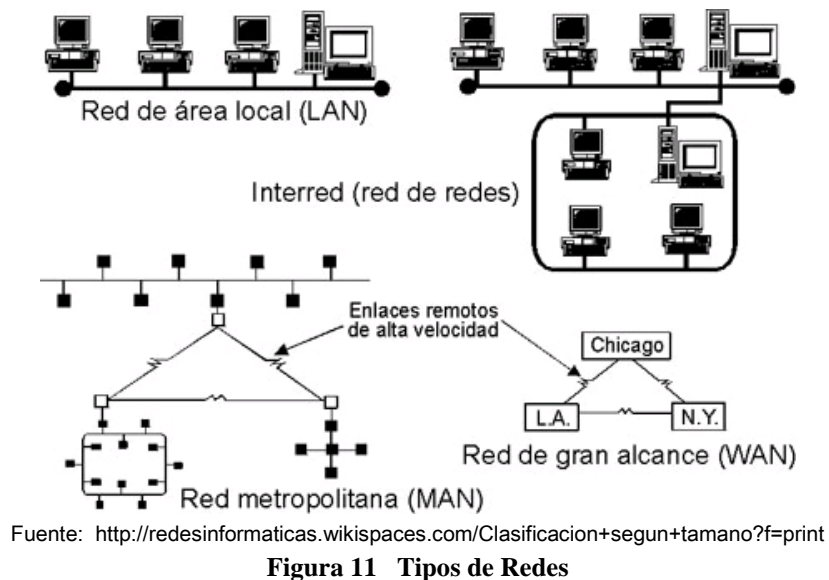 Red de área local (LAN)
Interred (red de redes)
Enlaces remotos
de alta velocidad
Chicago
L.A.
N.Y.
Red de gran alcance (WAN)
Red metropolitana (MAN)
Fuente: http://redesinformaticas.wikispaces.com/Clasificacion+segun+tamano?f=print
Figura 11 Tipos de Redes